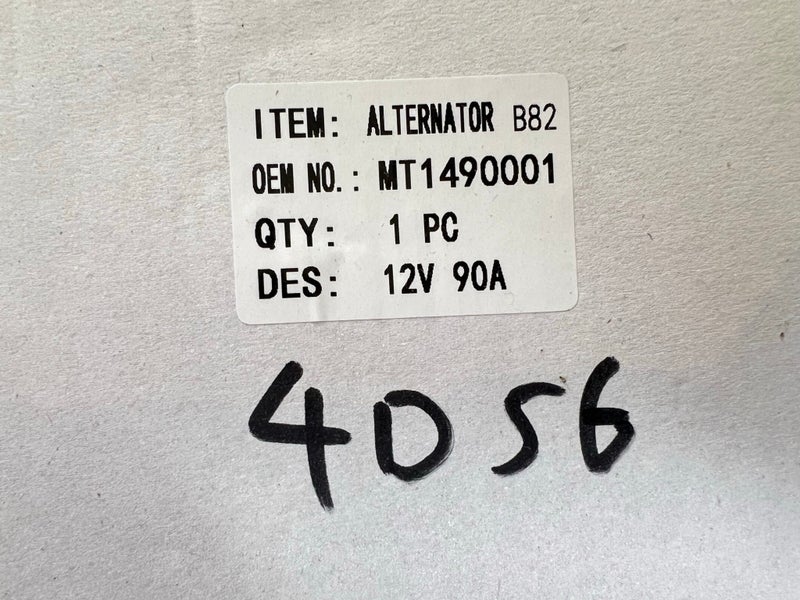 ITEM: ALTERNATOR B82
OEM NO.: MT1490001
QTY: 1 PC
DES: 12V 90A
4D56